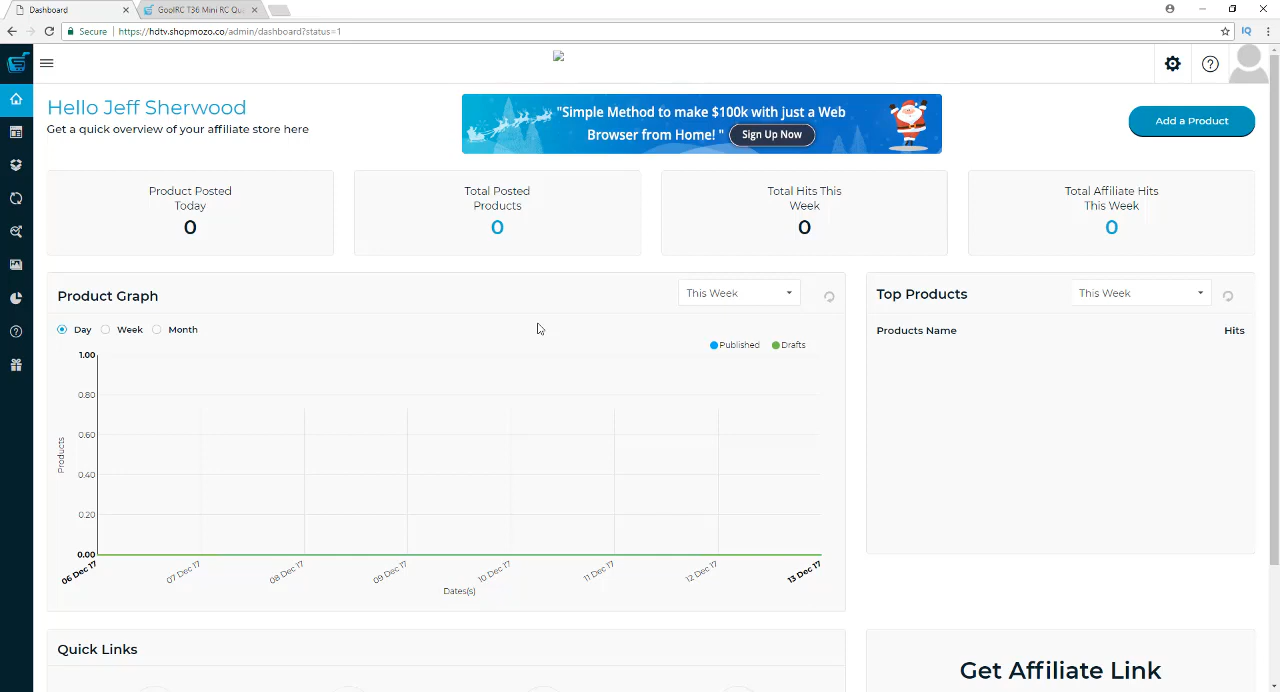 Dashboard
GoolRC T36 Mini RC Qu
Secure
https://hdtv.shopmozo.co/admin/dashboard?status=1
IQ
Hello Jeff Sherwood
Get a quick overview of your affiliate store here
"Simple Method to make $100k with just a Web
Browser from Home! "
Sign Up Now
Add a Product
Product Posted
Today
0
Total Posted
Products
0
Total Hits This
Week
0
Total Affiliate Hits
This Week
0
Product Graph
This Week
Day
Week
Month
Published
Drafts
1.00
0.80
0.60
0.40
0.20
0.00
Products
06 Dec 17
07 Dec 17
08 Dec 17
09 Dec 17
10 Dec 17
11 Dec 17
12 Dec 17
13 Dec 17
Dates(s)
Top Products
This Week
Products Name
Hits
Quick Links
Get Affiliate Link